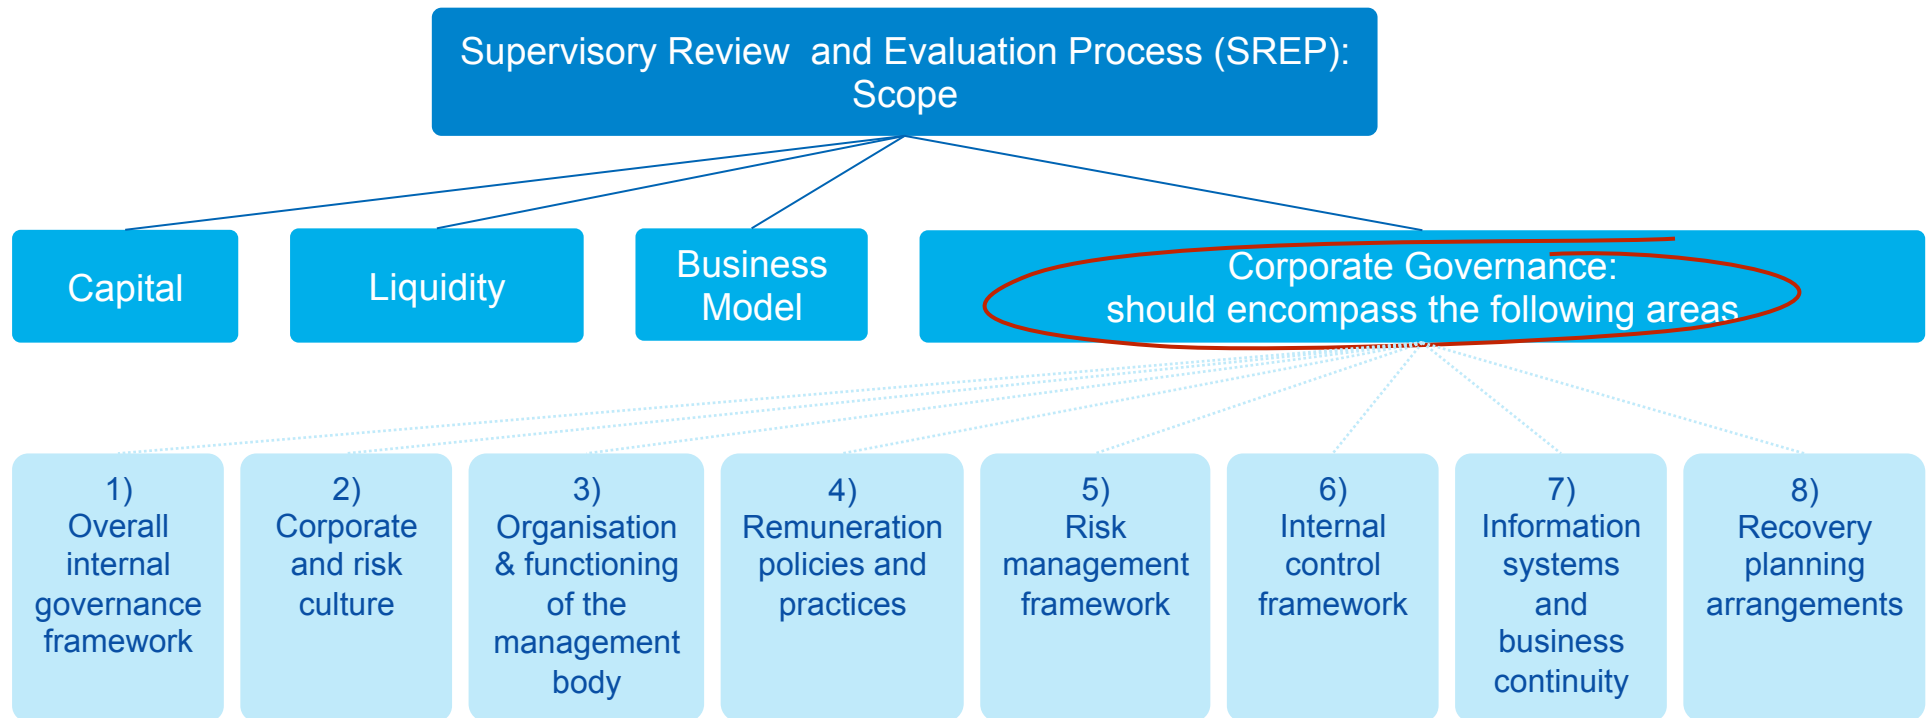 Supervisory Review  and Evaluation Process (SREP):
Scope
Capital
Liquidity
Business
Model
Corporate Governance:
should encompass the following areas
1)
Overall
internal
governance
framework
2)
Corporate
and risk
culture
3)
Organisation
& functioning
of the
management
body
4)
Remuneration
policies and
practices
5)
Risk
management
framework
6)
Internal
control
framework
7)
Information
systems
and
business
continuity
8)
Recovery
planning
arrangements